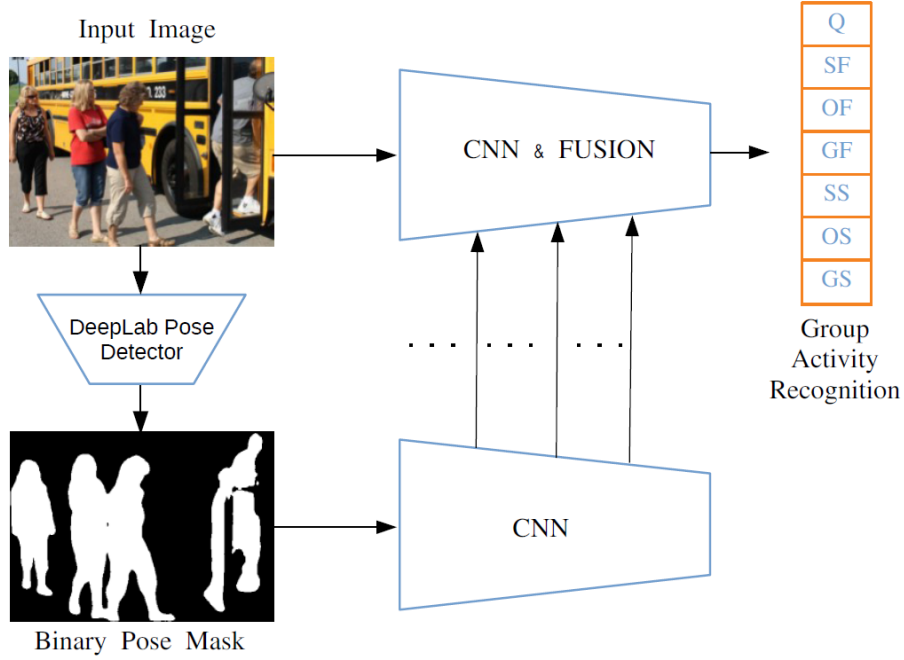 Input Image
233
CNN & FUSION
Q
SF
OF
GF
SS
OS
GS
Group
Activity
Recognition
DeepLab Pose
Detector
. . . . . . . . .
CNN
Binary Pose Mask